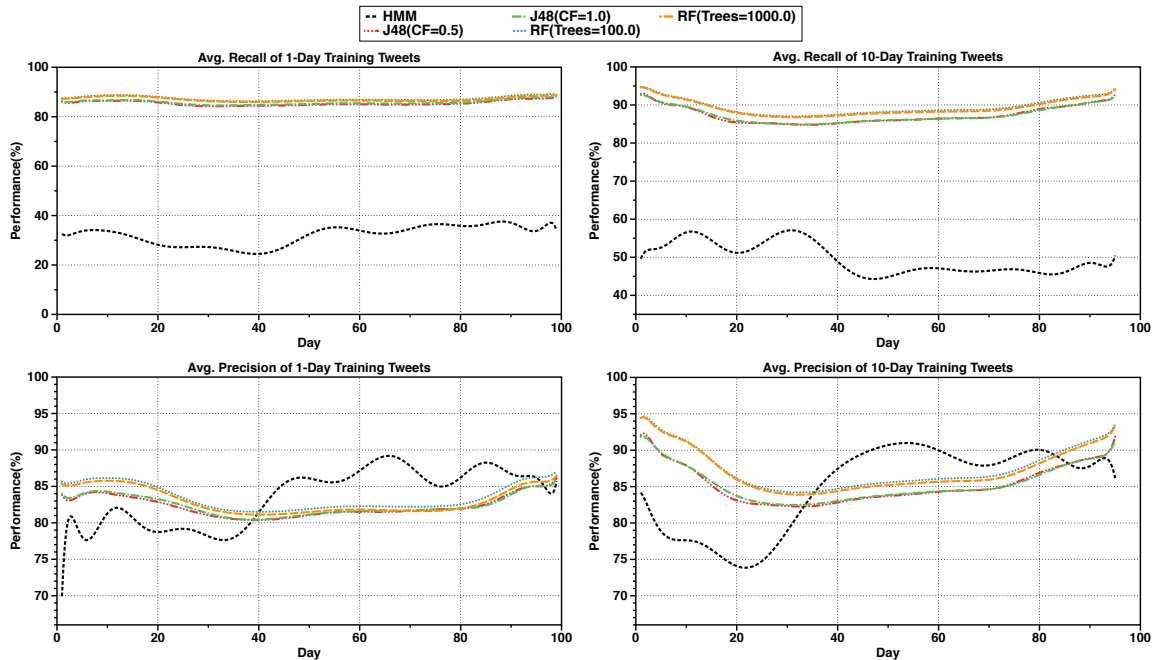 HMM J48(CF=1.0) RF(Trees=1000.0)
J48(CF=0.5) RF(Trees=100.0)
Avg. Recall of 1-Day Training Tweets
100
80
60
40
20
0
Performance(%)
0 20 40 60 80 100
Day
Avg. Recall of 10-Day Training Tweets
100
90
80
70
60
50
40
Performance(%)
0 20 40 60 80 100
Day
Avg. Precision of 1-Day Training Tweets
100
95
90
85
80
75
70
Performance(%)
0 20 40 60 80 100
Day
Avg. Precision of 10-Day Training Tweets
100
95
90
85
80
75
70
Performance(%)
0 20 40 60 80 100
Day